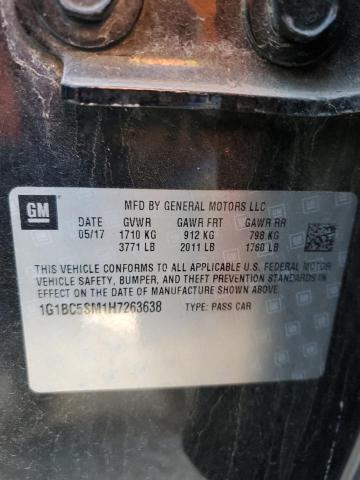 GM
MFD BY GENERAL MOTORS LLC
DATE GVWR GAWR FRT GAWR RR
05/17 1710 KG 912 KG 798 KG
3771 LB 2011 LB 1760 LB
THIS VEHICLE CONFORMS TO ALL APPLICABLE U.S. FEDERAL MOTOR
VEHICLE SAFETY, BUMPER, AND THEFT PREVENTION STANDARDS IN
EFFECT ON THE DATE OF MANUFACTURE SHOWN ABOVE.
1G1BC5SM1H7263638 TYPE: PASS CAR